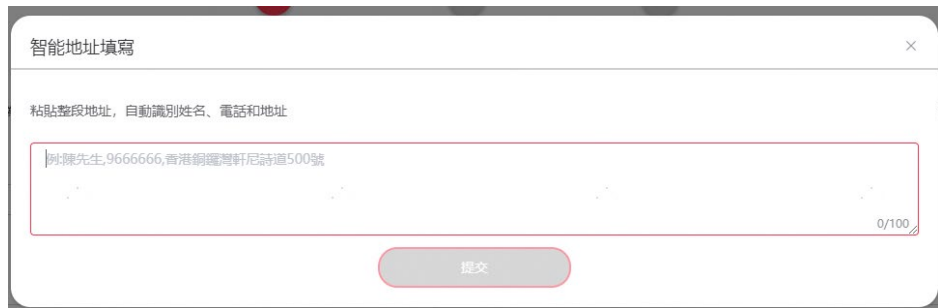 智能地址填寫
粘貼整段地址，自動識別姓名、電話和地址
例:陳先生,9666666,香港銅鑼灣軒尼詩道500號
0/100
提交